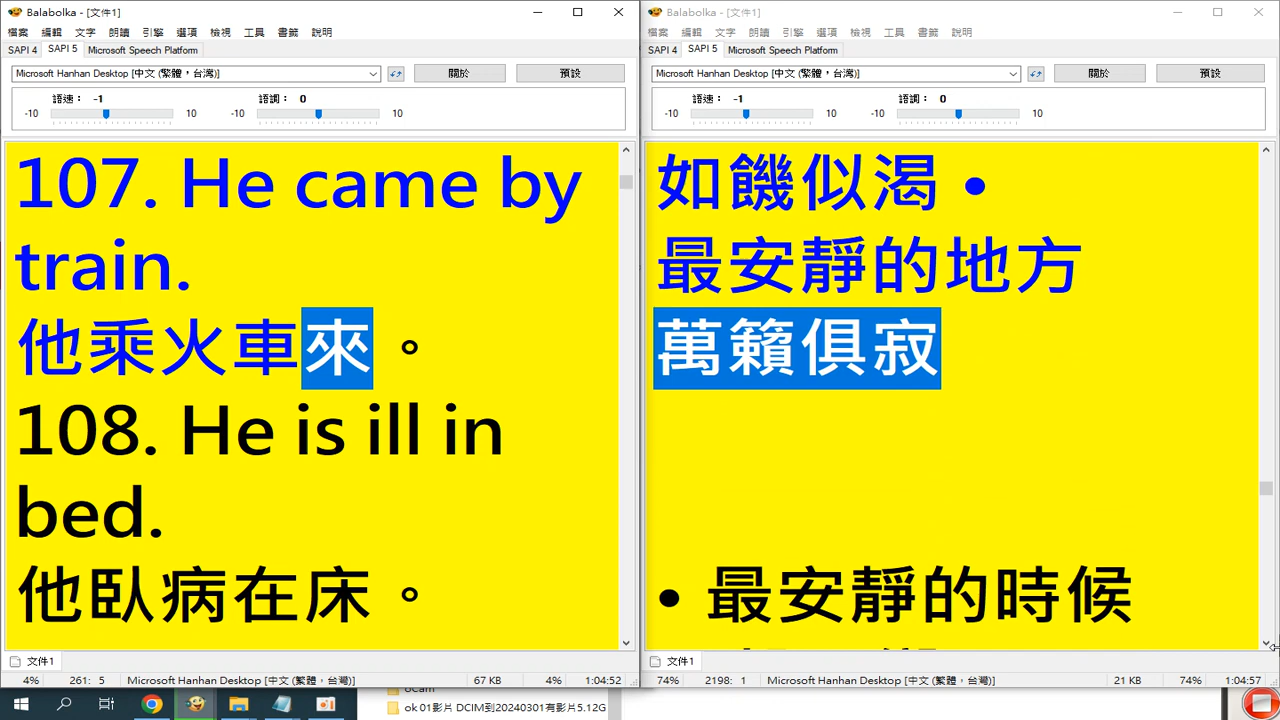 Balabolka - [文件1]
檔案 編輯 文字 朗讀 引擎 選項 檢視 工具 書籤 說明
SAPI 4 SAPI 5 Microsoft Speech Platform
Microsoft Hanhan Desktop [中文 (繁體，台灣)]
關於 預設
語速： -1 語調： 0
-10 10 -10 10
107. He came by
train.
他乘火車來。
108. He is ill in
bed.
他臥病在床。
文件1
4% 261: 5 Microsoft Hanhan Desktop [中文 (繁體，台灣)] 67 KB 4% 1:04:52
Balabolka - [文件1]
檔案 編輯 文字 朗讀 引擎 選項 檢視 工具 書籤 說明
SAPI 4 SAPI 5 Microsoft Speech Platform
Microsoft Hanhan Desktop [中文 (繁體，台灣)]
關於 預設
語速： -1 語調： 0
-10 10 -10 10
如饑似渴 •
最安靜的地方
萬籟俱寂
• 最安靜的時候
文件1
74% 2198: 1 Microsoft Hanhan Desktop [中文 (繁體，台灣)] 21 KB 74% 1:04:57
oCam
ok 01影片 DCIM到20240301有影片5.12G